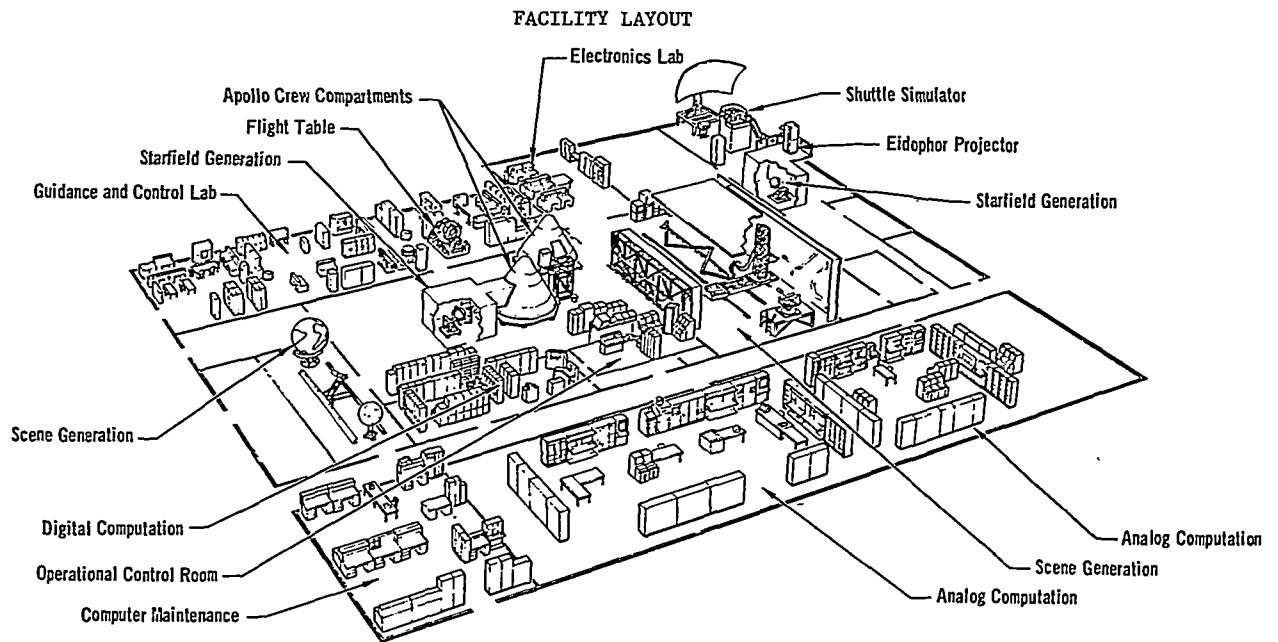 FACILITY LAYOUT
Electronics Lab
Apollo Crew Compartments
Flight Table
Starfield Generation
Guidance and Control Lab
Shuttle Simulator
Eidophor Projector
Starfield Generation
Scene Generation
Digital Computation
Operational Control Room
Computer Maintenance
Analog Computation
Scene Generation
Analog Computation